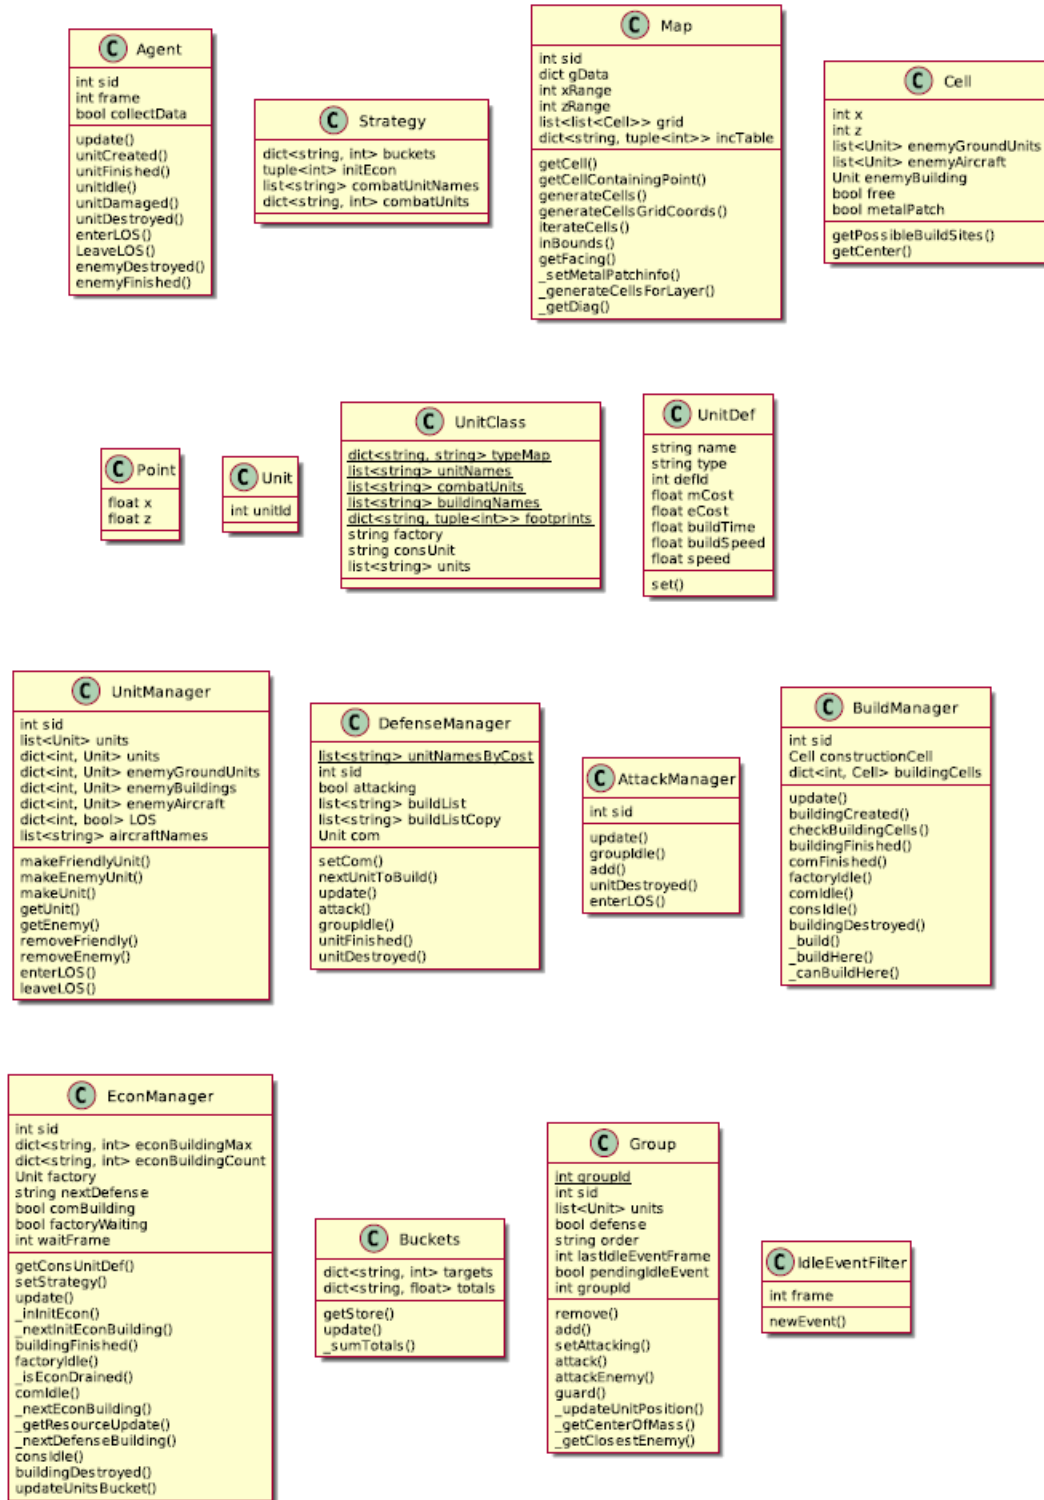 C Agent
int sid
int frame
bool collectData
update()
unitCreated()
unitFinished()
unitIdle()
unitDamaged()
unitDestroyed()
enterLOS()
LeaveLOS()
enemyDestroyed()
enemyFinished()
C Strategy
dict<string, int> buckets
tuple<int> initEcon
list<string> combatUnitNames
dict<string, int> combatUnits
C Map
int sid
dict gData
int xRange
int zRange
list<list<Cell>> grid
dict<string, tuple<int>> incTable
getCell()
getCellContainingPoint()
generateCells()
generateCellsGridCoords()
iterateCells()
inBounds()
getFacing()
_setMetalPatchinfo()
_generateCellsForLayer()
_getDiag()
C Cell
int x
int z
list<Unit> enemyGroundUnits
list<Unit> enemyAircraft
Unit enemyBuilding
bool free
bool metalPatch
getPossibleBuildSites()
getCenter()
C Point
float x
float z
C Unit
int unitId
C UnitClass
dict<string, string> typeMap
list<string> unitNames
list<string> combatUnits
list<string> buildingNames
dict<string, tuple<int>> footprints
string factory
string consUnit
list<string> units
C UnitDef
string name
string type
int defId
float mCost
float eCost
float buildTime
float buildSpeed
float speed
set()
C UnitManager
int sid
list<Unit> units
dict<int, Unit> units
dict<int, Unit> enemyGroundUnits
dict<int, Unit> enemyBuildings
dict<int, Unit> enemyAircraft
dict<int, bool> LOS
list<string> aircraftNames
makeFriendlyUnit()
makeEnemyUnit()
makeUnit()
getUnit()
getEnemy()
removeFriendly()
removeEnemy()
enterLOS()
leaveLOS()
C DefenseManager
list<string> unitNamesByCost
int sid
bool attacking
list<string> buildList
list<string> buildListCopy
Unit com
setCom()
nextUnitToBuild()
update()
attack()
groupIdle()
unitFinished()
unitDestroyed()
C AttackManager
int sid
update()
groupIdle()
add()
unitDestroyed()
enterLOS()
C BuildManager
int sid
Cell constructionCell
dict<int, Cell> buildingCells
update()
buildingCreated()
checkBuildingCells()
buildingFinished()
comFinished()
factoryIdle()
comIdle()
consIdle()
buildingDestroyed()
_build()
_buildHere()
_canBuildHere()
C EconManager
int sid
dict<string, int> econBuildingMax
dict<string, int> econBuildingCount
Unit factory
string nextDefense
bool comBuilding
bool factoryWaiting
int waitFrame
getConsUnitDef()
setStrategy()
update()
_inInitEcon()
_nextInitEconBuilding()
buildingFinished()
factoryIdle()
_isEconDrained()
comIdle()
_nextEconBuilding()
_getResourceUpdate()
_nextDefenseBuilding()
consIdle()
buildingDestroyed()
updateUnitsBucket()
C Buckets
dict<string, int> targets
dict<string, float> totals
getStore()
update()
_sumTotals()
C Group
int groupId
int sid
list<Unit> units
bool defense
string order
int lastIdleEventFrame
bool pendingIdleEvent
int groupId
remove()
add()
setAttacking()
attack()
attackEnemy()
guard()
_updateUnitPosition()
_getCenterOfMass()
_getClosestEnemy()
C IdleEventFilter
int frame
newEvent()